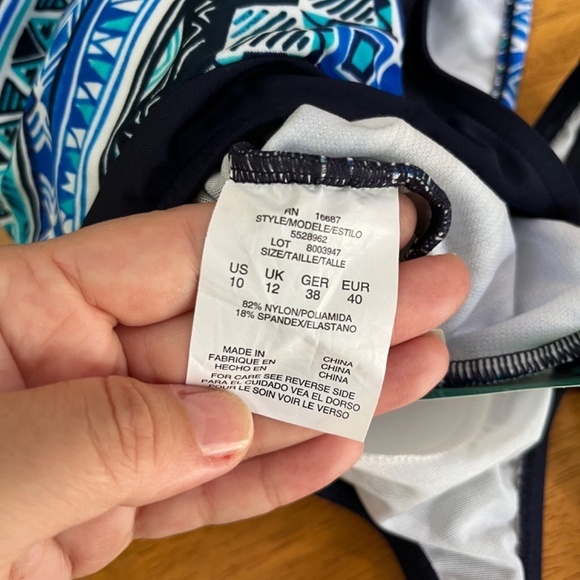 RN 16687
STYLE/MODELE/ESTILO
5528962
LOT 8003947
SIZE/TAILLE/TALLE
US UK GER EUR
10 12 38 40
82% NYLON/POLIAMIDA
18% SPANDEX/ELASTANO
MADE IN CHINA
FABRIQUE EN CHINA
HECHO EN CHINA
FOR CARE SEE REVERSE SIDE
PARA EL CUIDADO VEA EL DORSO
POUR LE SOIN VOIR LE VERSO